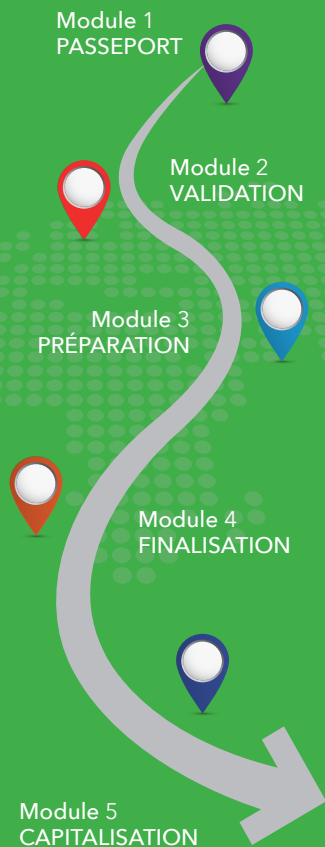 Module 1
PASSEPORT
Module 2
VALIDATION
Module 3
PRÉPARATION
Module 4
FINALISATION
Module 5
CAPITALISATION